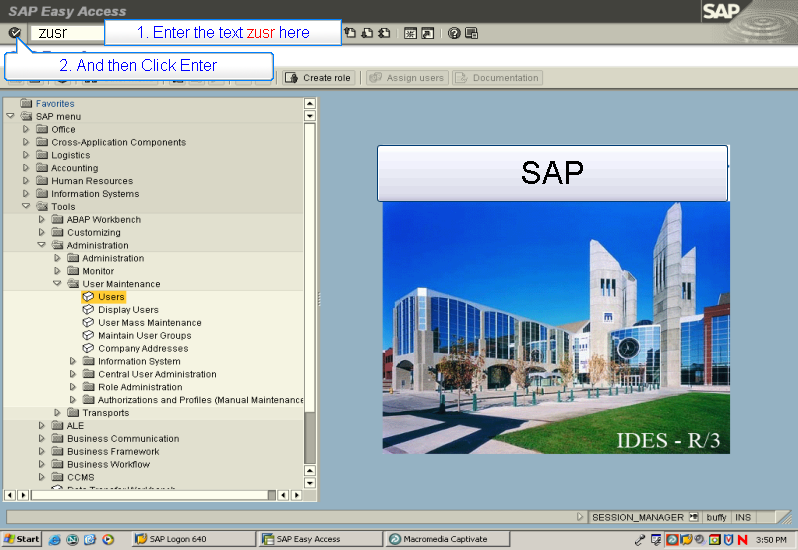 SAP Easy Access
SAP
zusr
1. Enter the text zusr here
2. And then Click Enter
Create role
Assign users
Documentation
Favorites
SAP menu
Office
Cross-Application Components
Logistics
Accounting
Human Resources
Information Systems
Tools
ABAP Workbench
Customizing
Administration
Administration
Monitor
User Maintenance
Users
Display Users
User Mass Maintenance
Maintain User Groups
Company Addresses
Information System
Central User Administration
Role Administration
Authorizations and Profiles (Manual Maintenance
Transports
ALE
Business Communication
Business Framework
Business Workflow
CCMS
SAP
IDES - R/3
SESSION_MANAGER
buffy
INS
Start
SAP Logon 640
SAP Easy Access
Macromedia Captivate
3:50 PM